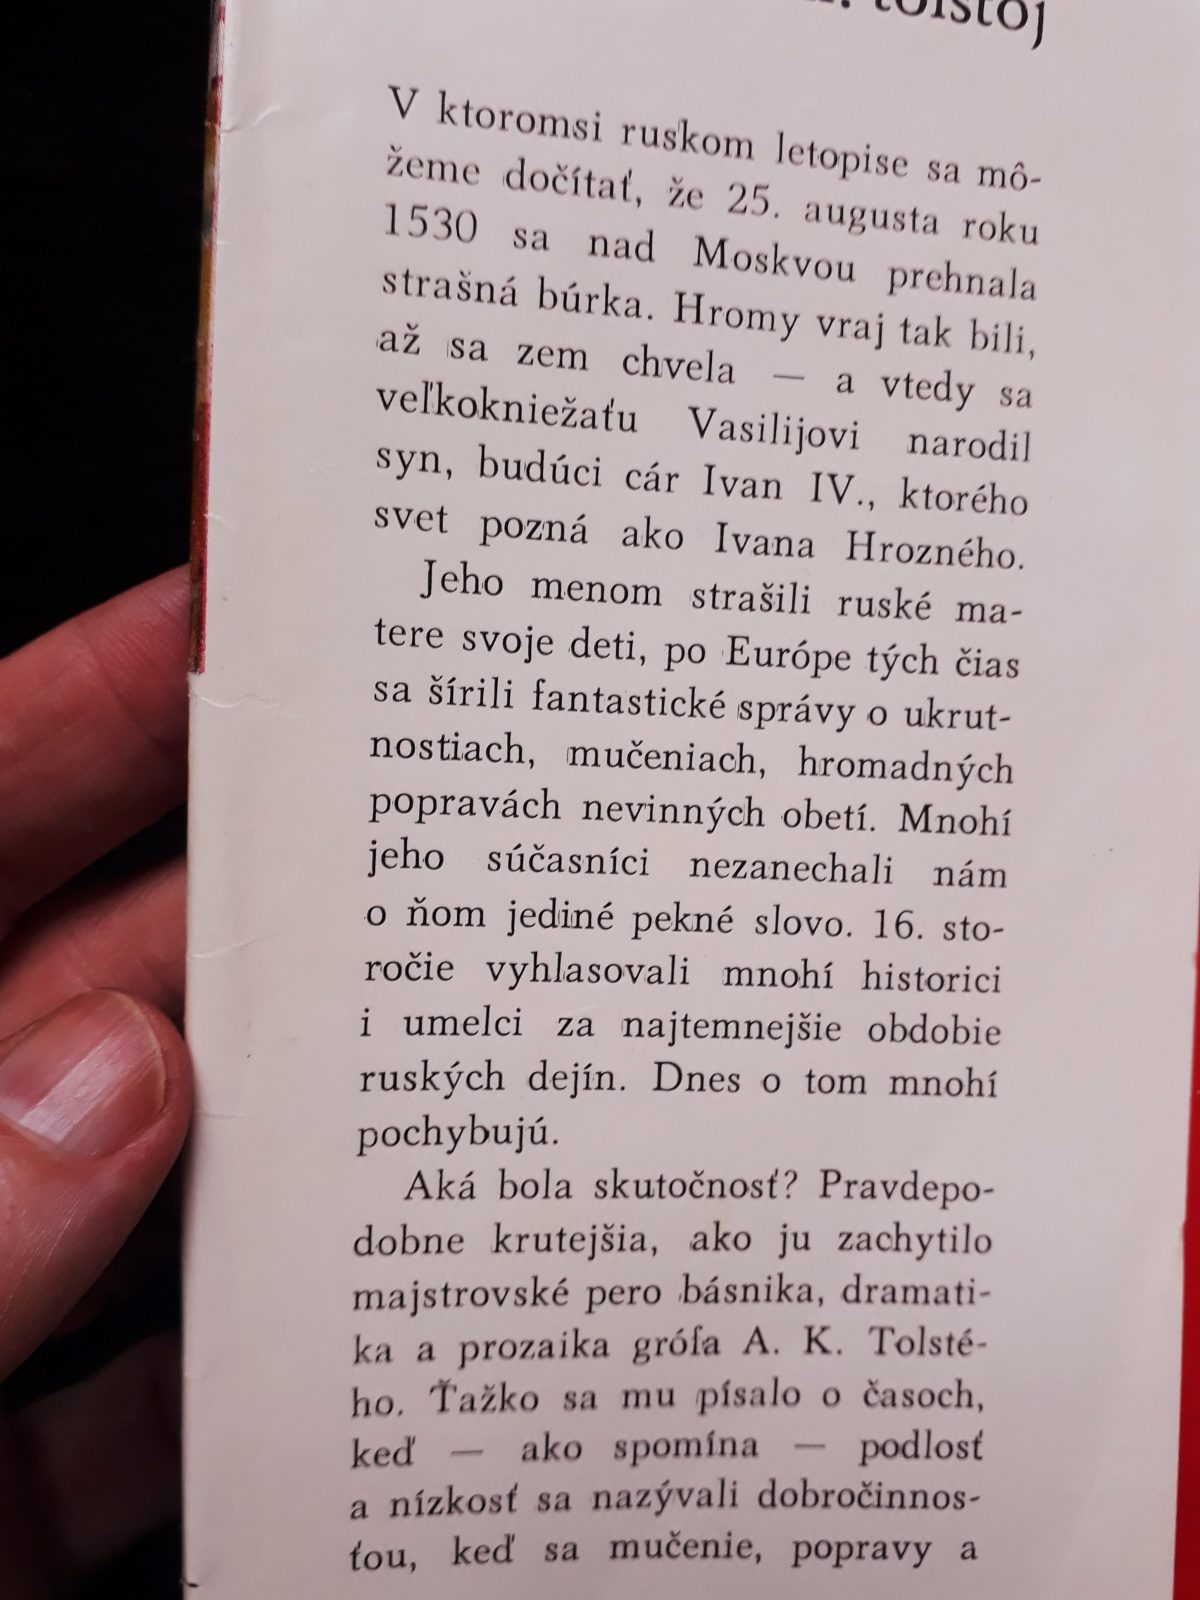 tolstoj
V ktoromsi ruskom letopise sa mô-
žeme dočítať, že 25. augusta roku
1530 sa nad Moskvou prehnala
strašná búrka. Hromy vraj tak bili,
až sa zem chvela — a vtedy sa
veľkokniežaťu Vasilijovi narodil
syn, budúci cár Ivan IV., ktorého
svet pozná ako Ivana Hrozného.
Jeho menom strašili ruské ma-
tere svoje deti, po Európe tých čias
sa šírili fantastické správy o ukrut-
nostiach, mučeniach, hromadných
popravách nevinných obetí. Mnohí
jeho súčasníci nezanechali nám
o ňom jediné pekné slovo. 16. sto-
ročie vyhlasovali mnohí historici
i umelci za najtemnejšie obdobie
ruských dejín. Dnes o tom mnohí
pochybujú.
Aká bola skutočnosť? Pravdepo-
dobne krutejšia, ako ju zachytilo
majstrovské pero básnika, dramati-
ka a prozaika grófa A. K. Tolsté-
ho. Ťažko sa mu písalo o časoch,
keď — ako spomína — podlosť
a nízkosť sa nazývali dobročinnos-
ťou, keď sa mučenie, popravy a